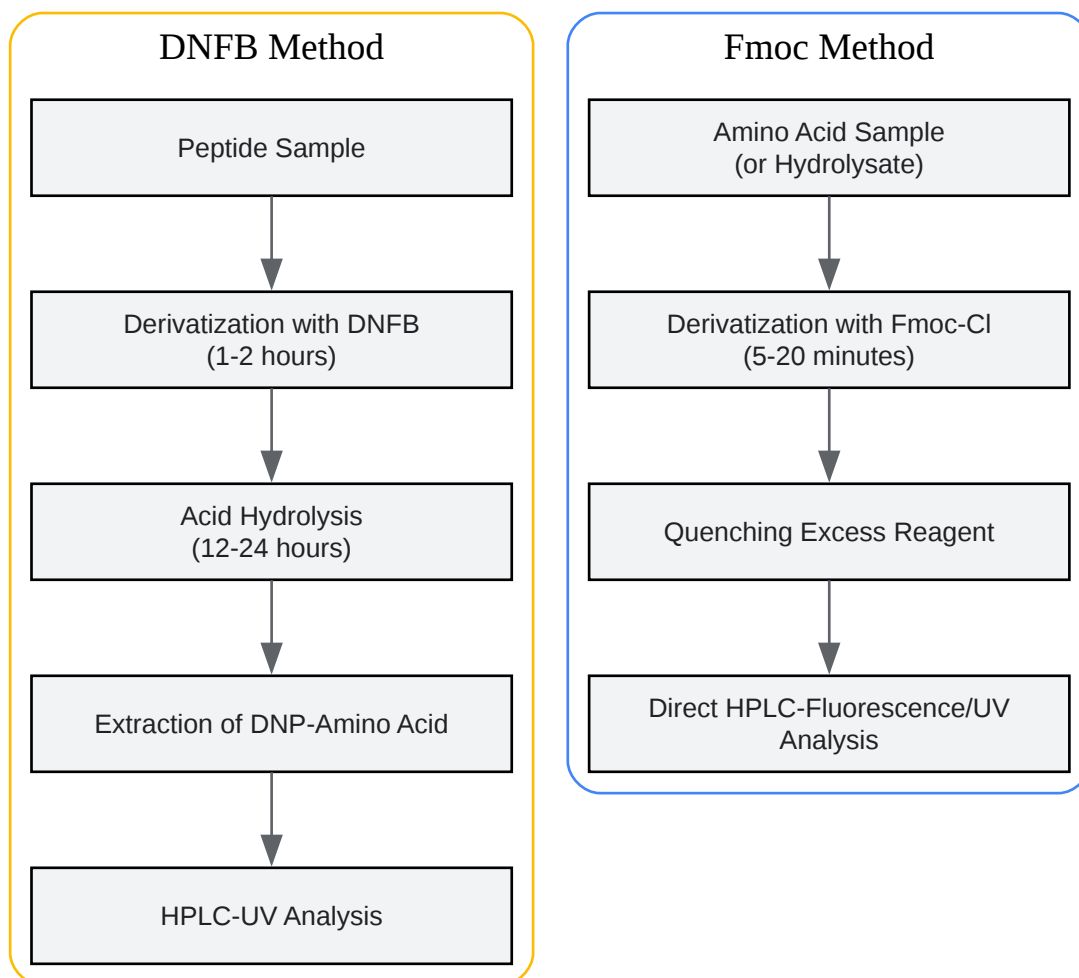 DNFB Method
Peptide Sample
Derivatization with DNFB
(1-2 hours)
Acid Hydrolysis
(12-24 hours)
Extraction of DNP-Amino Acid
HPLC-UV Analysis
Fmoc Method
Amino Acid Sample
(or Hydrolysate)
Derivatization with Fmoc-Cl
(5-20 minutes)
Quenching Excess Reagent
Direct HPLC-Fluorescence/UV
Analysis